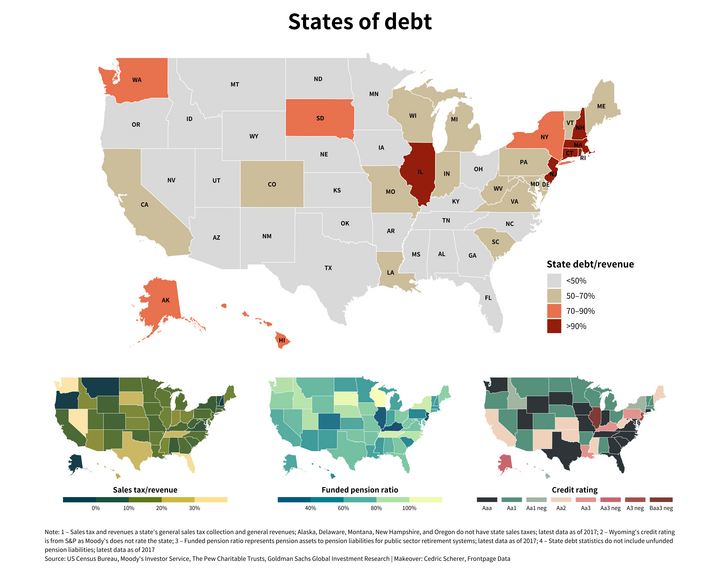 States of debt
WA
MT
ND
MN
ME
OR
ID
SD
WI
MI
VT
NH
NY
MA
CT
RI
WY
IA
NE
PA
NJ
NV
UT
CO
IL
IN
OH
MD
DE
CA
KS
MO
WV
VA
KY
AZ
NM
OK
AR
TN
NC
SC
MS
AL
GA
TX
LA
FL
AK
HI
State debt/revenue
<50%
50–70%
70–90%
>90%
Sales tax/revenue
0%
10%
20%
30%
Funded pension ratio
40%
60%
80%
100%
Credit rating
Aaa
Aa1
Aa1 neg
Aa2
Aa3
Aa3 neg
A3 neg
Baa3 neg
Note: 1 – Sales tax and revenues a state's general sales tax collection and general revenues; Alaska, Delaware, Montana, New Hampshire, and Oregon do not have state sales taxes; latest data as of 2017; 2 – Wyoming's credit rating
is from S&P as Moody's does not rate the state; 3 – Funded pension ratio represents pension assets to pension liabilities for public sector retirement systems; latest data as of 2017; 4 – State debt statistics do not include unfunded
pension liabilities; latest data as of 2017
Source: US Census Bureau, Moody's Investor Service, The Pew Charitable Trusts, Goldman Sachs Global Investment Research | Makeover: Cedric Scherer, Frontpage Data